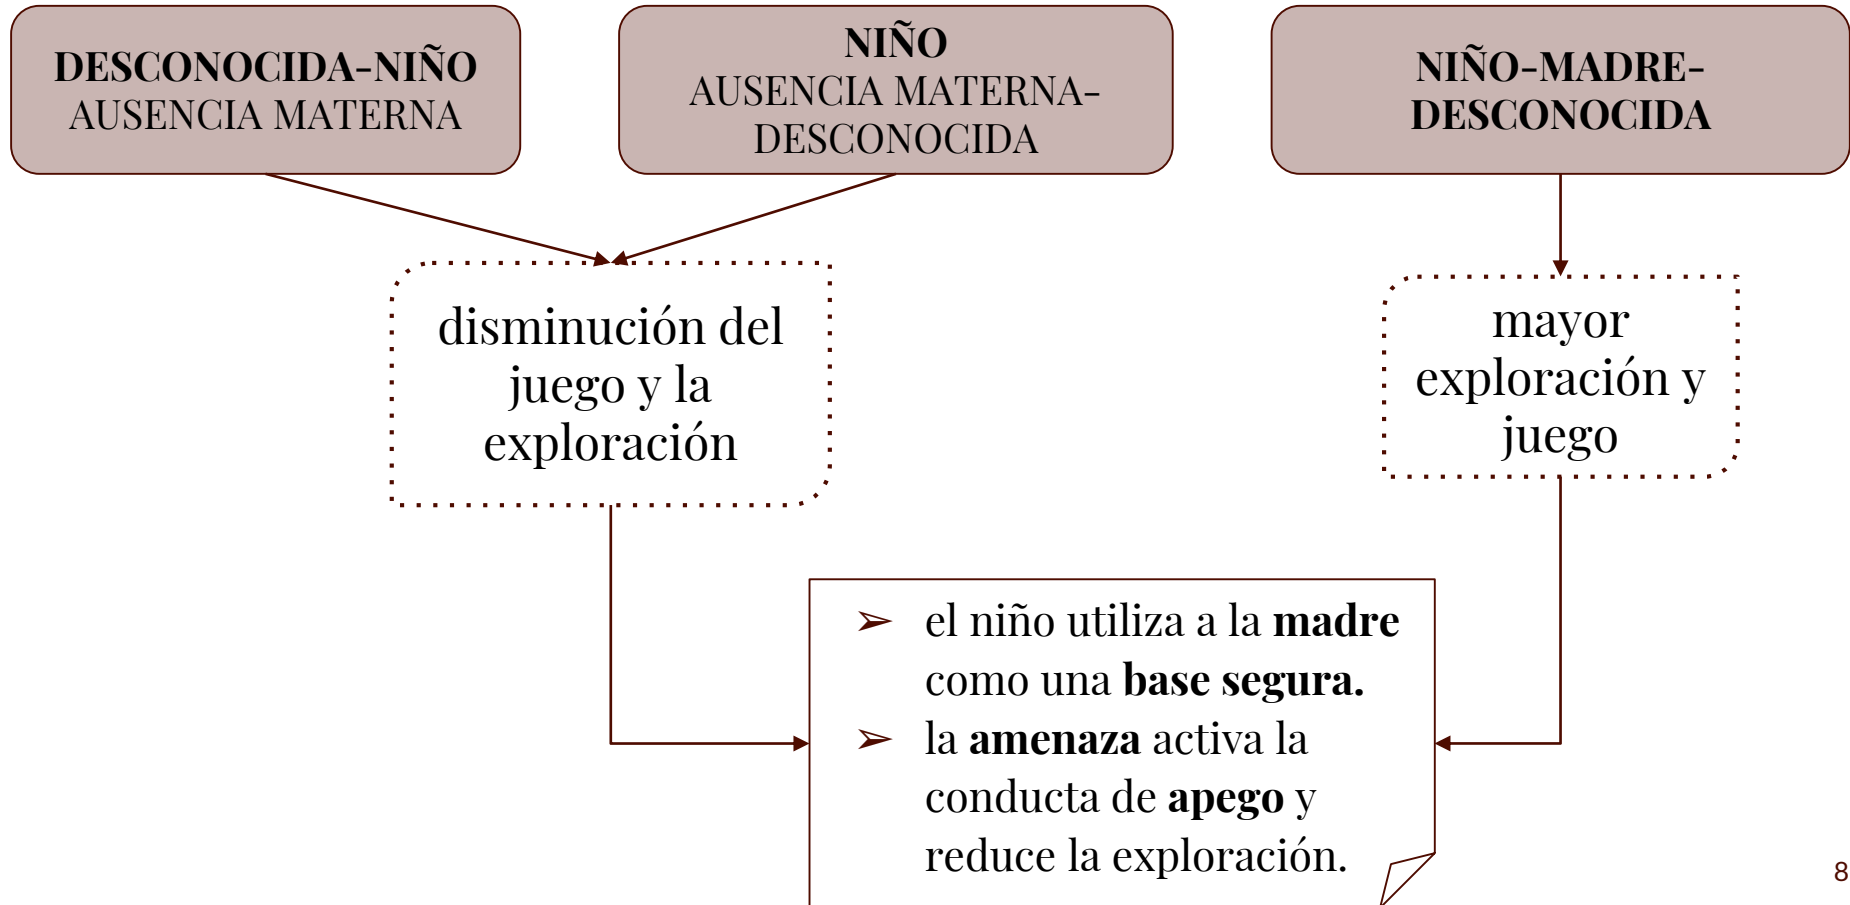 DESCONOCIDA-NIÑO
AUSENCIA MATERNA
NIÑO
AUSENCIA MATERNA-
DESCONOCIDA
NIÑO-MADRE-
DESCONOCIDA
disminución del
juego y la
exploración
mayor
exploración y
juego
➢ el niño utiliza a la madre
como una base segura.
➢ la amenaza activa la
conducta de apego y
reduce la exploración.
8